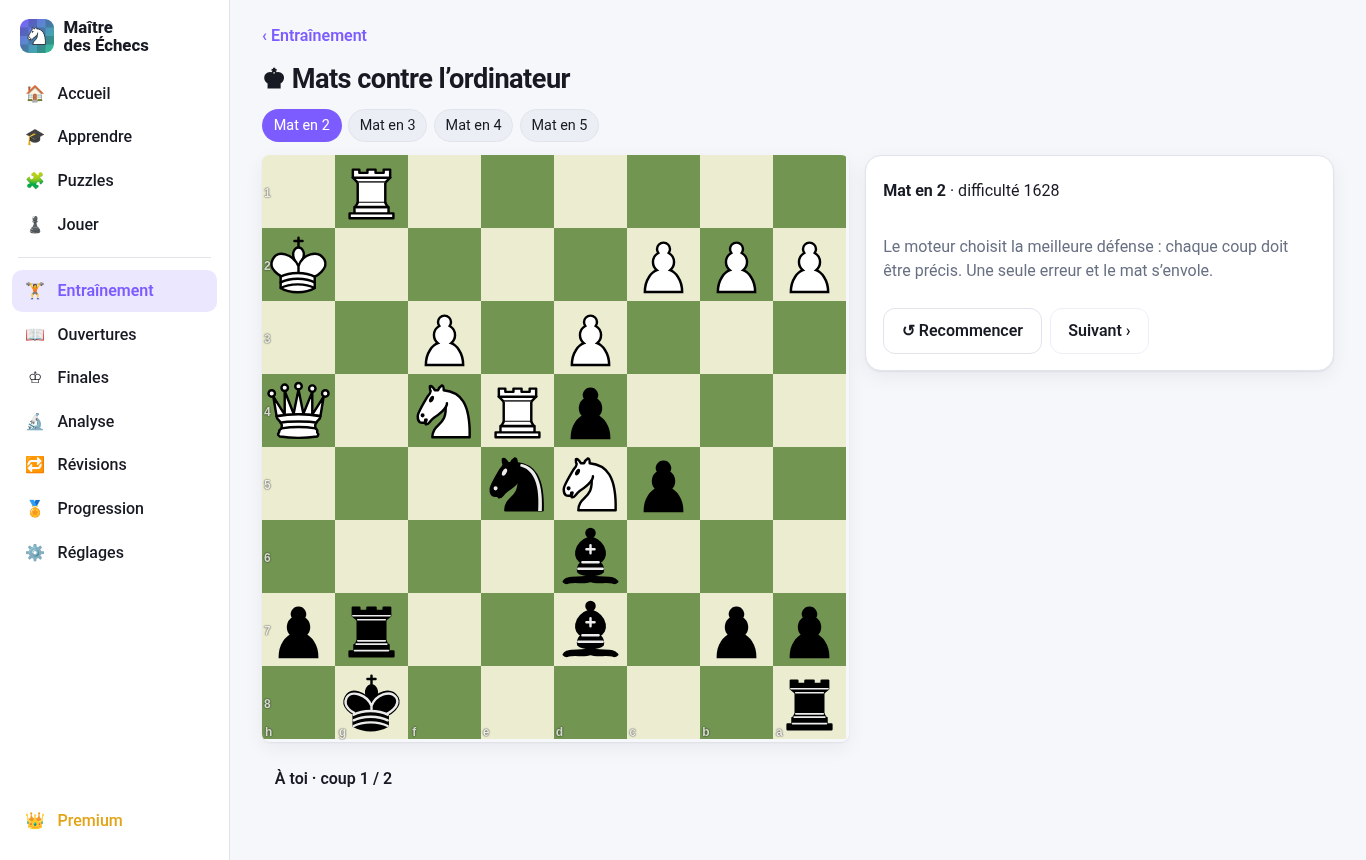 Maître
des Échecs
🏠 Accueil
🎓 Apprendre
🧩 Puzzles
♟️ Jouer
🏋️ Entraînement
📖 Ouvertures
♔ Finales
🔬 Analyse
🔁 Révisions
🏅 Progression
⚙️ Réglages
👑 Premium
‹ Entraînement
♚ Mats contre l’ordinateur
Mat en 2 Mat en 3 Mat en 4 Mat en 5
1
2
3
4
5
6
7
8
h g f e d c b a
À toi · coup 1 / 2
Mat en 2 · difficulté 1628
Le moteur choisit la meilleure défense : chaque coup doit
être précis. Une seule erreur et le mat s’envole.
↺ Recommencer Suivant ›